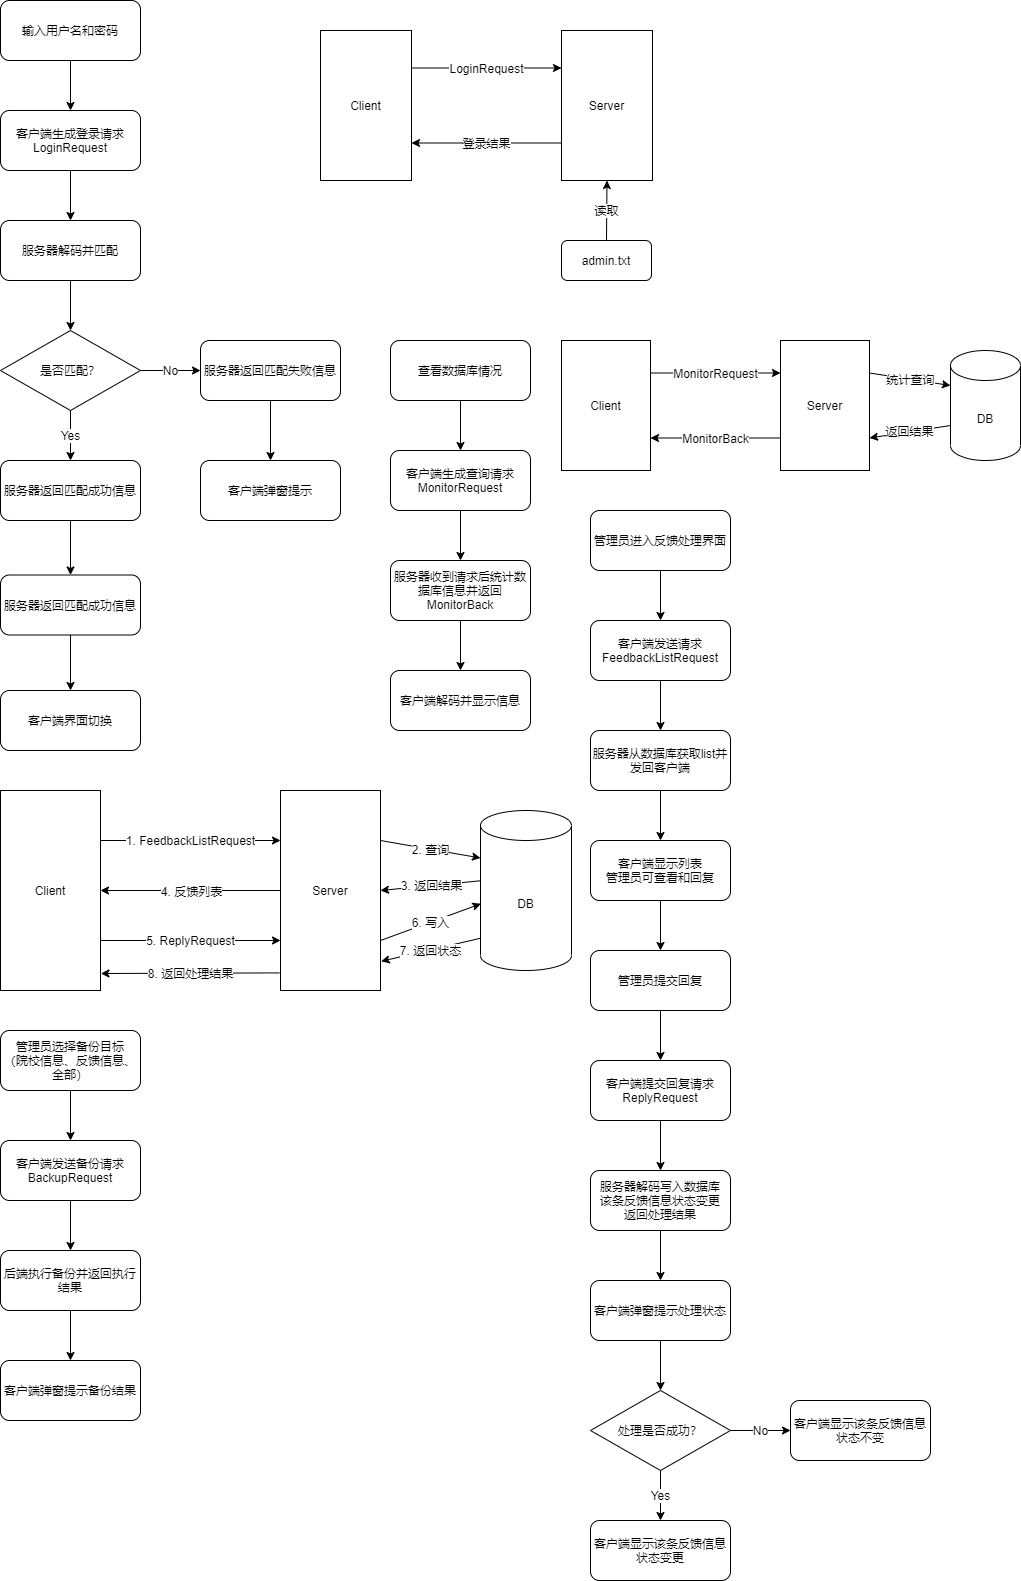 输入用户名和密码
客户端生成登录请求
LoginRequest
服务器解码并匹配
是否匹配?
No
服务器返回匹配失败信息
客户端弹窗提示
Yes
服务器返回匹配成功信息
服务器返回匹配成功信息
客户端界面切换
Client
LoginRequest
Server
登录结果
读取
admin.txt
查看数据库情况
客户端生成查询请求
MonitorRequest
服务器收到请求后统计数
据库信息并返回
MonitorBack
客户端解码并显示信息
Client
MonitorRequest
MonitorBack
Server
统计查询
返回结果
DB
管理员进入反馈处理界面
客户端发送请求
FeedbackListRequest
服务器从数据库获取list并
发回客户端
客户端显示列表
管理员可查看和回复
管理员提交回复
客户端提交回复请求
ReplyRequest
服务器解码写入数据库
该条反馈信息状态变更
返回处理结果
客户端弹窗提示处理状态
处理是否成功?
No
客户端显示该条反馈信息
状态不变
Yes
客户端显示该条反馈信息
状态变更
Client
1. FeedbackListRequest
4. 反馈列表
5. ReplyRequest
8. 返回处理结果
Server
2. 查询
3. 返回结果
6. 写入
7. 返回状态
DB
管理员选择备份目标
（院校信息、反馈信息、
全部）
客户端发送备份请求
BackupRequest
后端执行备份并返回执行
结果
客户端弹窗提示备份结果